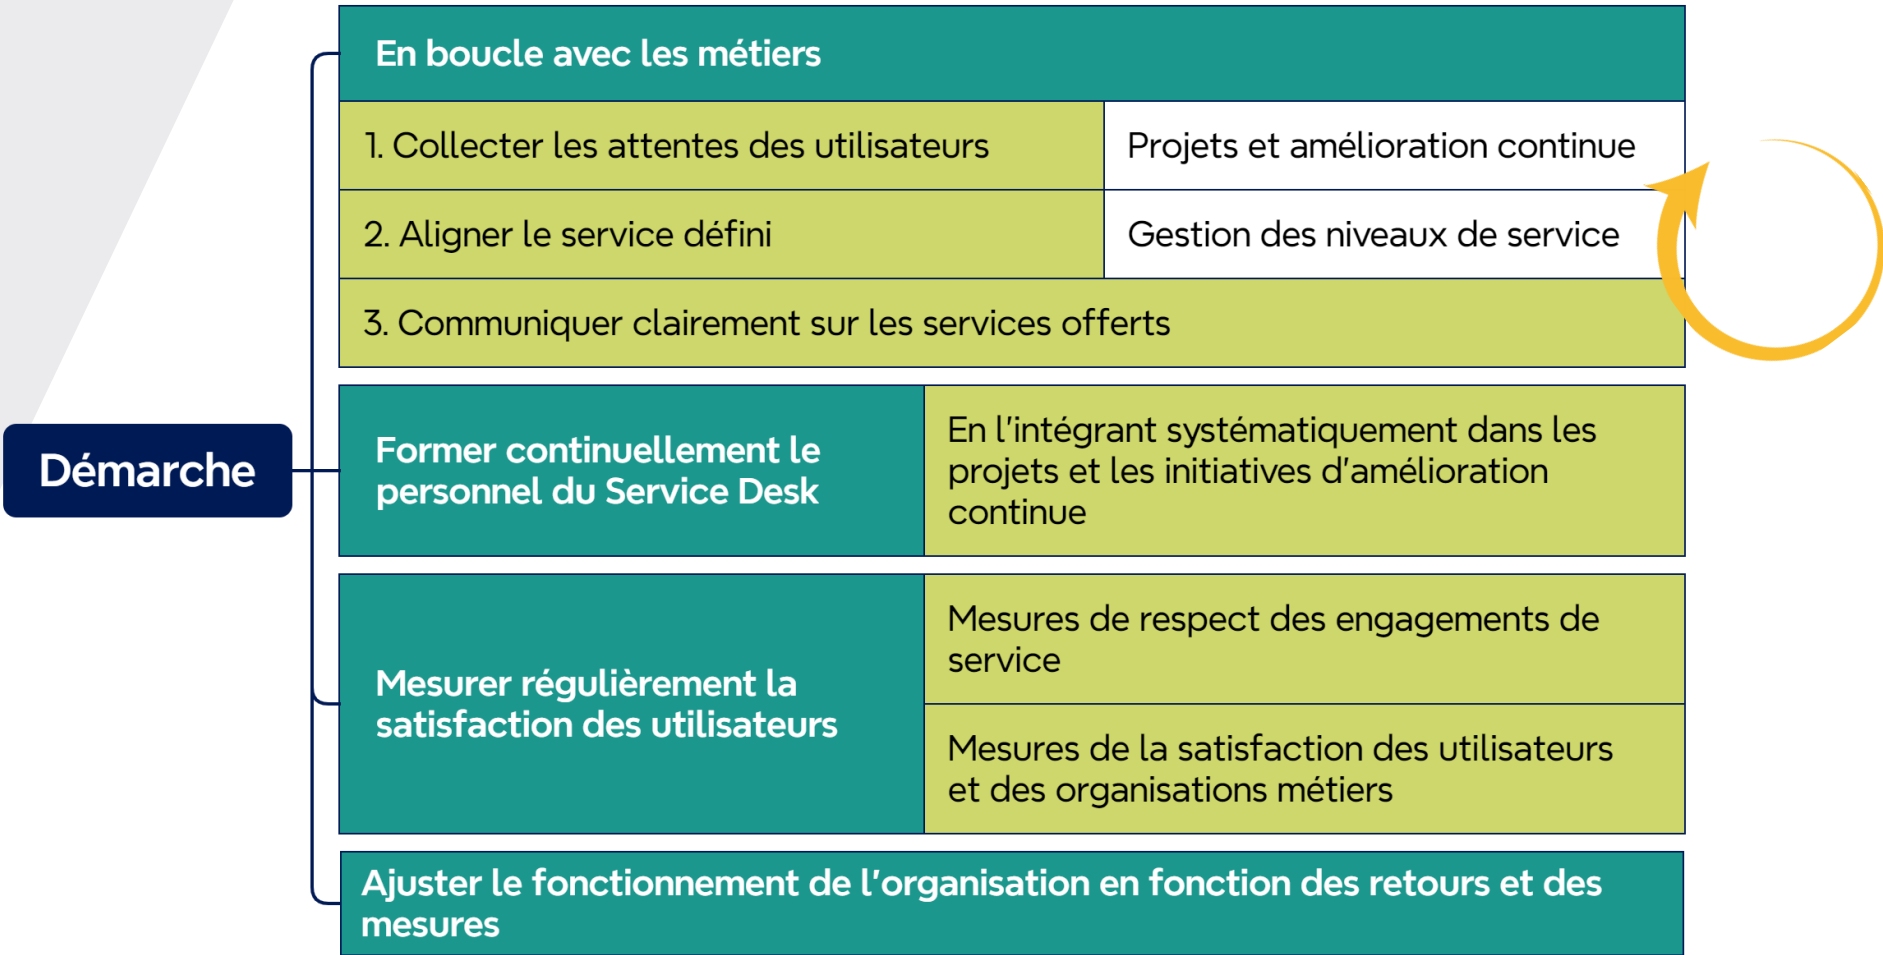 En boucle avec les métiers
1. Collecter les attentes des utilisateurs
Projets et amélioration continue
2. Aligner le service défini
Gestion des niveaux de service
3. Communiquer clairement sur les services offerts
Démarche
Former continuellement le
personnel du Service Desk
En l'intégrant systématiquement dans les
projets et les initiatives d'amélioration
continue
Mesurer régulièrement la
satisfaction des utilisateurs
Mesures de respect des engagements de
service
Mesures de la satisfaction des utilisateurs
et des organisations métiers
Ajuster le fonctionnement de l'organisation en fonction des retours et des
mesures